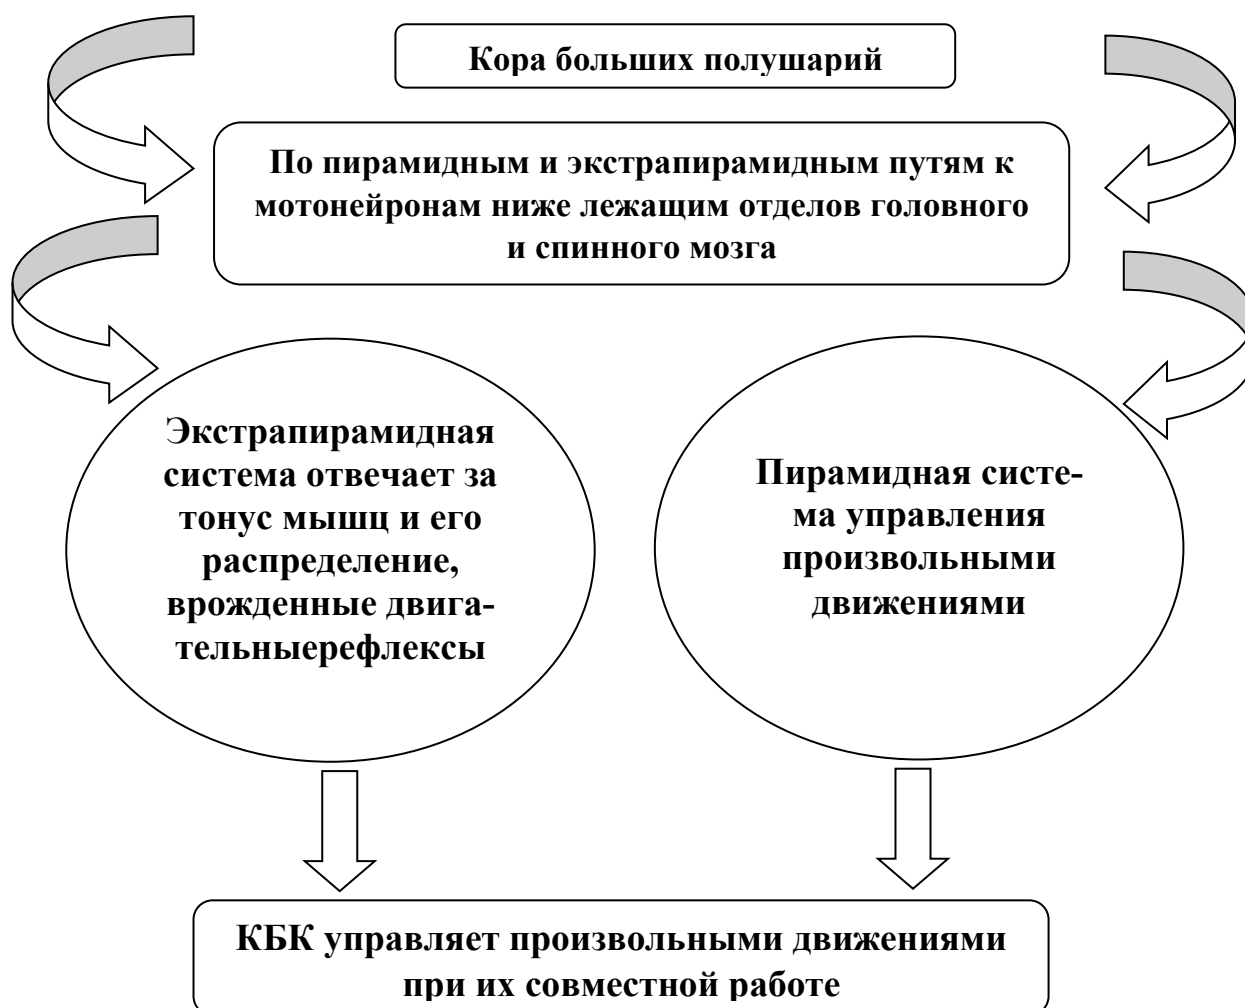 Кора больших полушарий
По пирамидным и экстрапирамидным путям к
мотонейронам ниже лежащим отделов головного
и спинного мозга
Экстрапирамидная
система отвечает за
тонус мышц и его
распределение,
врожденные двига-
тельныерефлексы
Пирамидная систе-
ма управления
произвольными
движениями
КБК управляет произвольными движениями
при их совместной работе